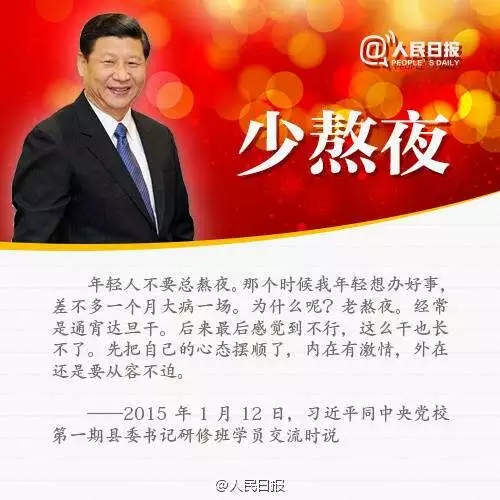 @人民日报
PEOPLE'S DAILY
少熬夜
年轻人不要总熬夜。那个时候我年轻想办好事，
差不多一个月大病一场。为什么呢？老熬夜。经常
是通宵达旦干。后来最后感觉到不行，这么干也长
不了。先把自己的心态摆顺了，内在有激情，外在
还是要从容不迫。
——2015 年 1 月 12 日，习近平同中央党校
第一期县委书记研修班学员交流时说
@人民日报